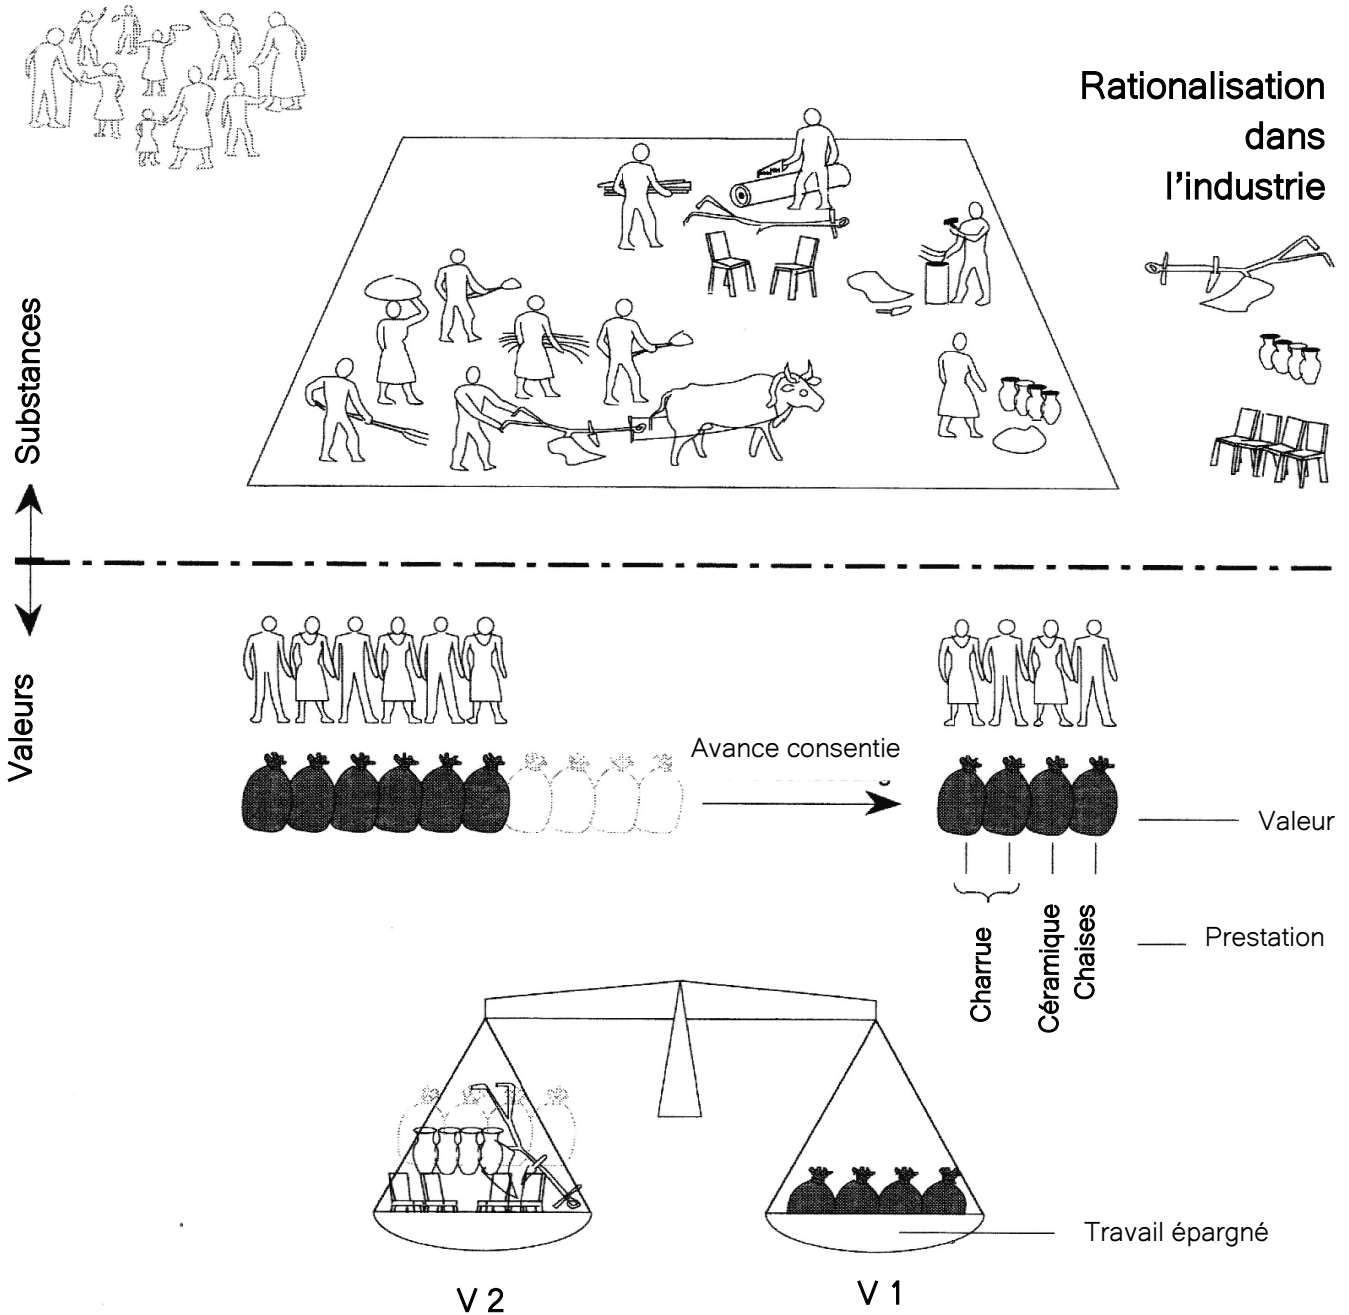 Rationalisation
dans
l'industrie
Substances
Valeurs
Avance consentie
Valeur
Prestation
Charrue
Céramique
Chaises
Travail épargné
V 2
V 1